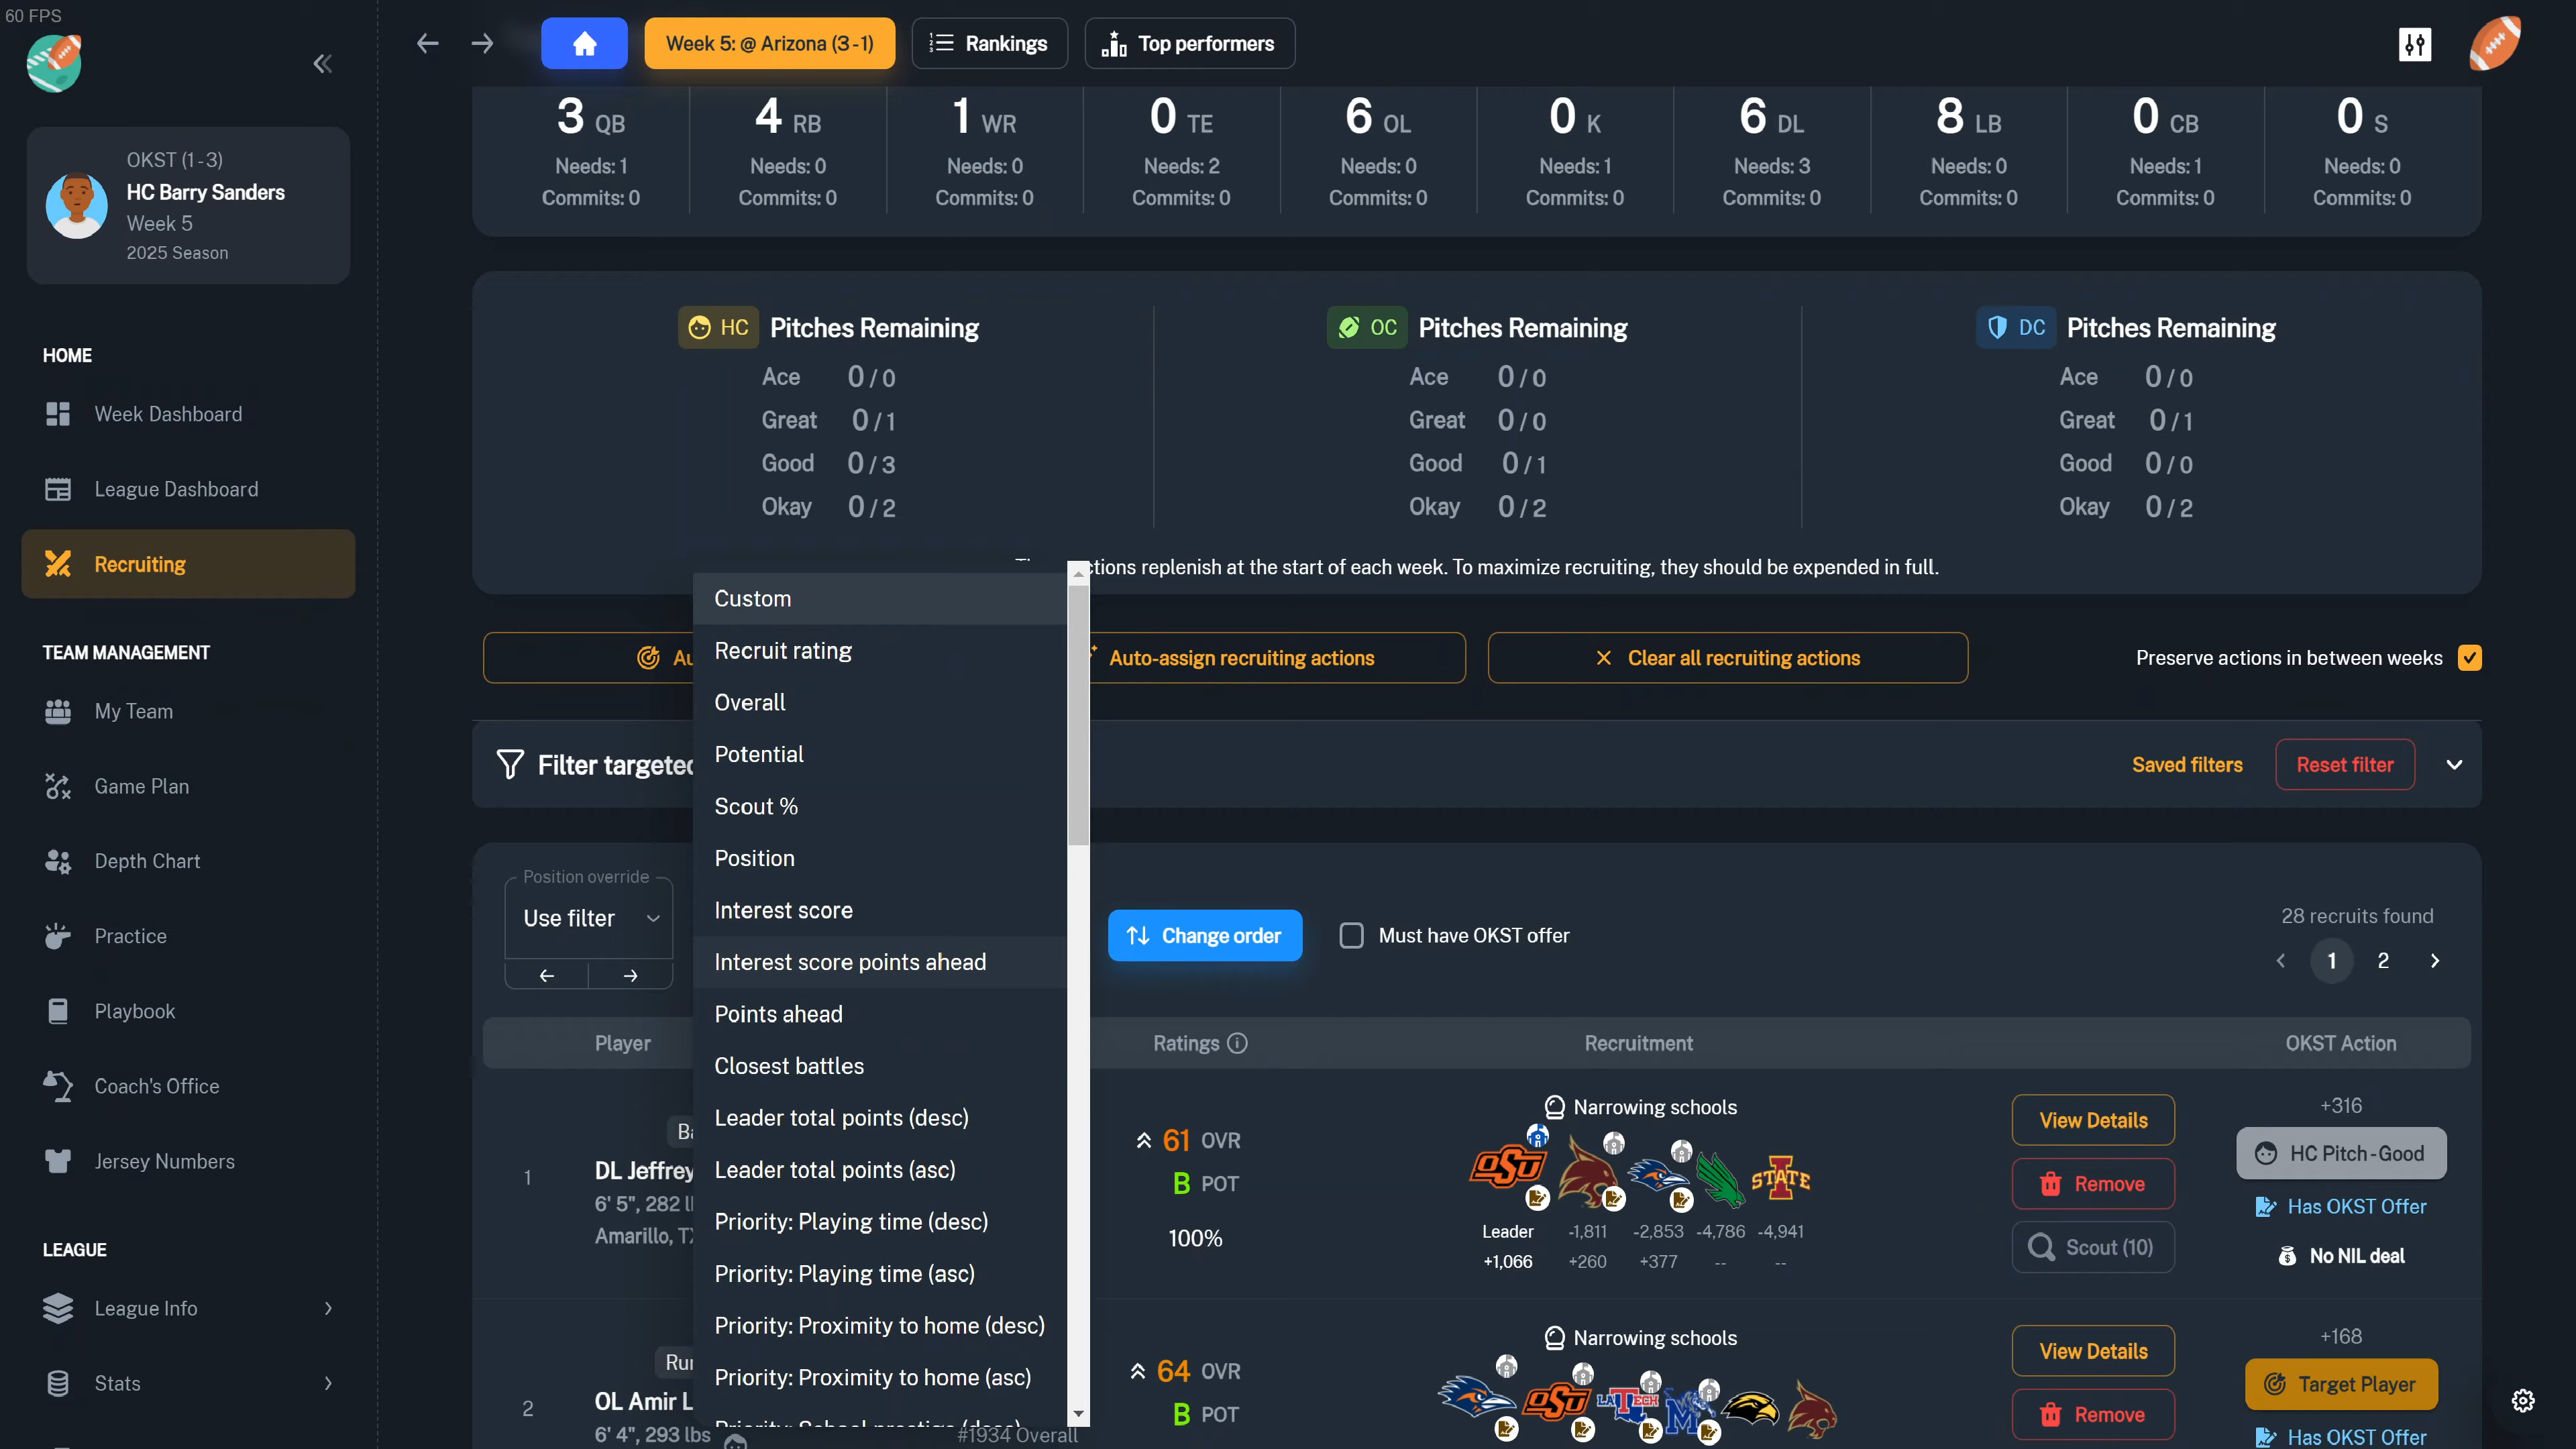 60 FPS
Week 5: @ Arizona (3-1)
Rankings
Top performers
OKST (1-3)
HC Barry Sanders
Week 5
2025 Season
HOME
Week Dashboard
League Dashboard
Recruiting
TEAM MANAGEMENT
My Team
Game Plan
Depth Chart
Practice
Playbook
Coach's Office
Jersey Numbers
LEAGUE
League Info
Stats
3 QB 4 RB 1 WR 0 TE 6 OL 0 K 6 DL 8 LB 0 CB 0 S
Needs: 1 Needs: 0 Needs: 0 Needs: 2 Needs: 0 Needs: 1 Needs: 3 Needs: 0 Needs: 1 Needs: 0
Commits: 0 Commits: 0 Commits: 0 Commits: 0 Commits: 0 Commits: 0 Commits: 0 Commits: 0 Commits: 0 Commits: 0
HC Pitches Remaining
Ace 0/0
Great 0/1
Good 0/3
Okay 0/2
OC Pitches Remaining
Ace 0/0
Great 0/0
Good 0/1
Okay 0/2
DC Pitches Remaining
Ace 0/0
Great 0/1
Good 0/0
Okay 0/2
ctions replenish at the start of each week. To maximize recruiting, they should be expended in full.
Au
Auto-assign recruiting actions
Clear all recruiting actions
Preserve actions in between weeks
Filter targeted
Saved filters
Reset filter
Position override
Use filter
Custom
Recruit rating
Overall
Potential
Scout %
Position
Interest score
Interest score points ahead
Points ahead
Closest battles
Leader total points (desc)
Leader total points (asc)
Priority: Playing time (desc)
Priority: Playing time (asc)
Priority: Proximity to home (desc)
Priority: Proximity to home (asc)
Priority: School prestige (desc)
Change order
Must have OKST offer
28 recruits found
1 2
Player Ratings Recruitment OKST Action
1
Ba
DL Jeffrey
6' 5", 282 l
Amarillo, TX
61 OVR
B POT
100%
Narrowing schools
OSU
STATE
Leader -1,811 -2,853 -4,786 -4,941
+1,066 +260 +377 -- --
View Details
Remove
Scout (10)
+316
HC Pitch - Good
Has OKST Offer
No NIL deal
2
Run
OL Amir L
6' 4", 293 lbs
#1934 Overall
64 OVR
B POT
Narrowing schools
OSU
LA TECH
M
View Details
Remove
+168
Target Player
Has OKST Offer